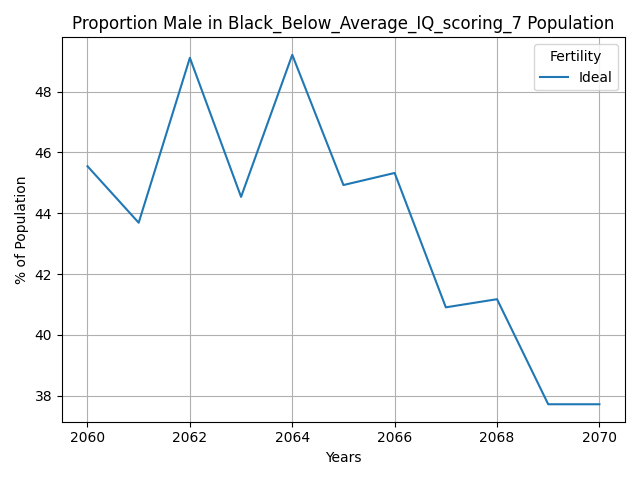 Proportion Male in Black_Below_Average_IQ_scoring_7 Population
Fertility
Ideal
% of Population
48
46
44
42
40
38
2060
2062
2064
2066
2068
2070
Years